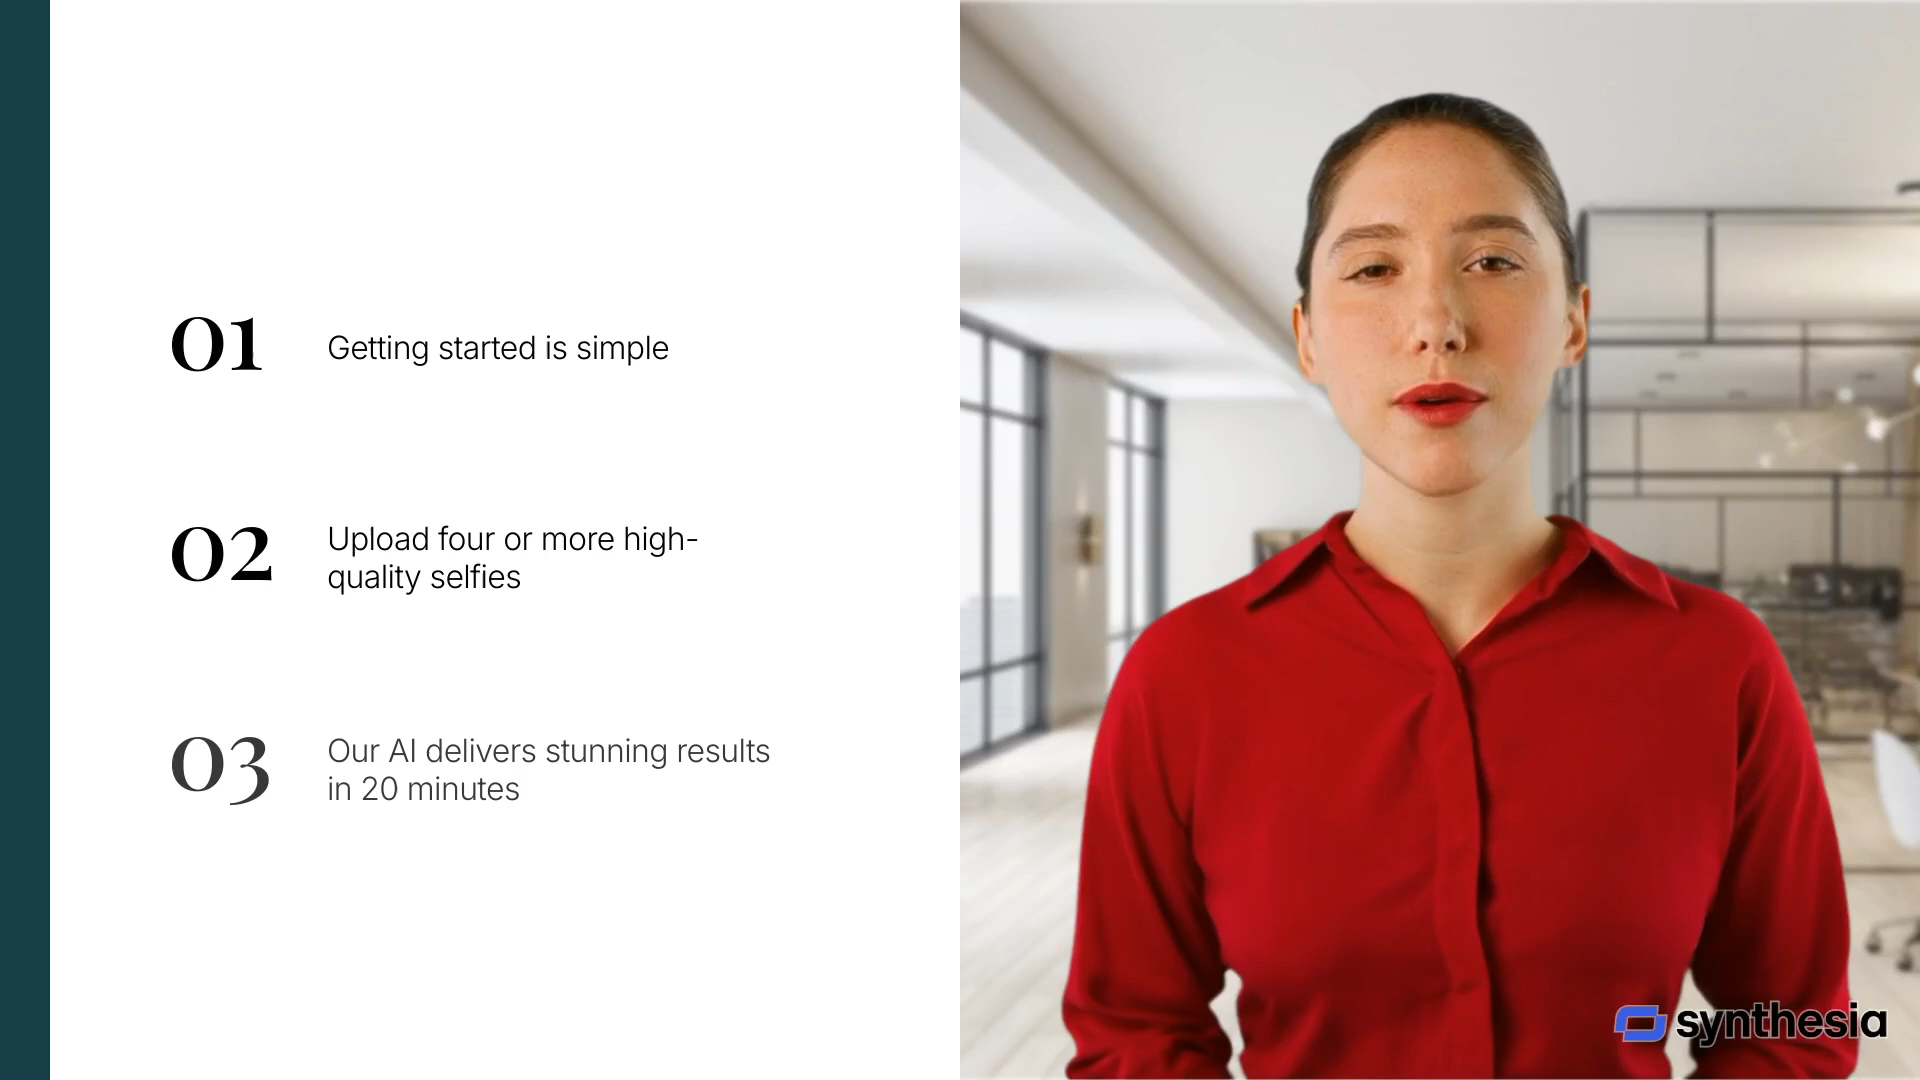 01
Getting started is simple
02
Upload four or more high-
quality selfies
03
Our AI delivers stunning results
in 20 minutes
synthesia